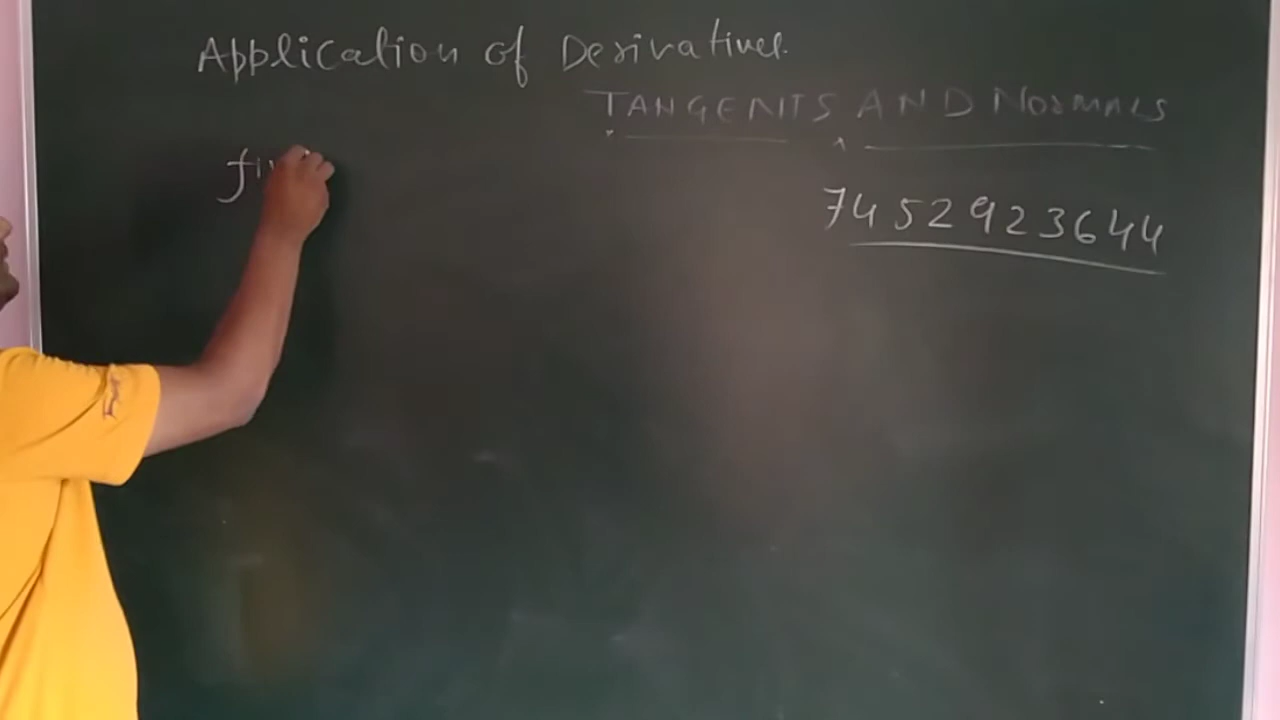 Application of Derivatives.
TANGENTS AND NORMALS
7452923644